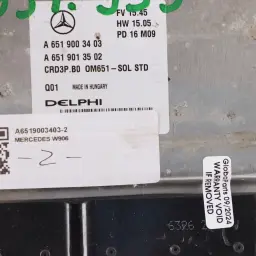 FV 15.45
HW 15.05
PD 16 M09
A 651 900 34 03
A 651 901 35 02
CRD3P.B0 OM651-SOL STD
Q01 MADE IN HUNGARY
DELPHI
A6519003403-2
MERCEDES W906
-2-
Globparts 09/2024
WARRANTY VOID
IF REMOVED